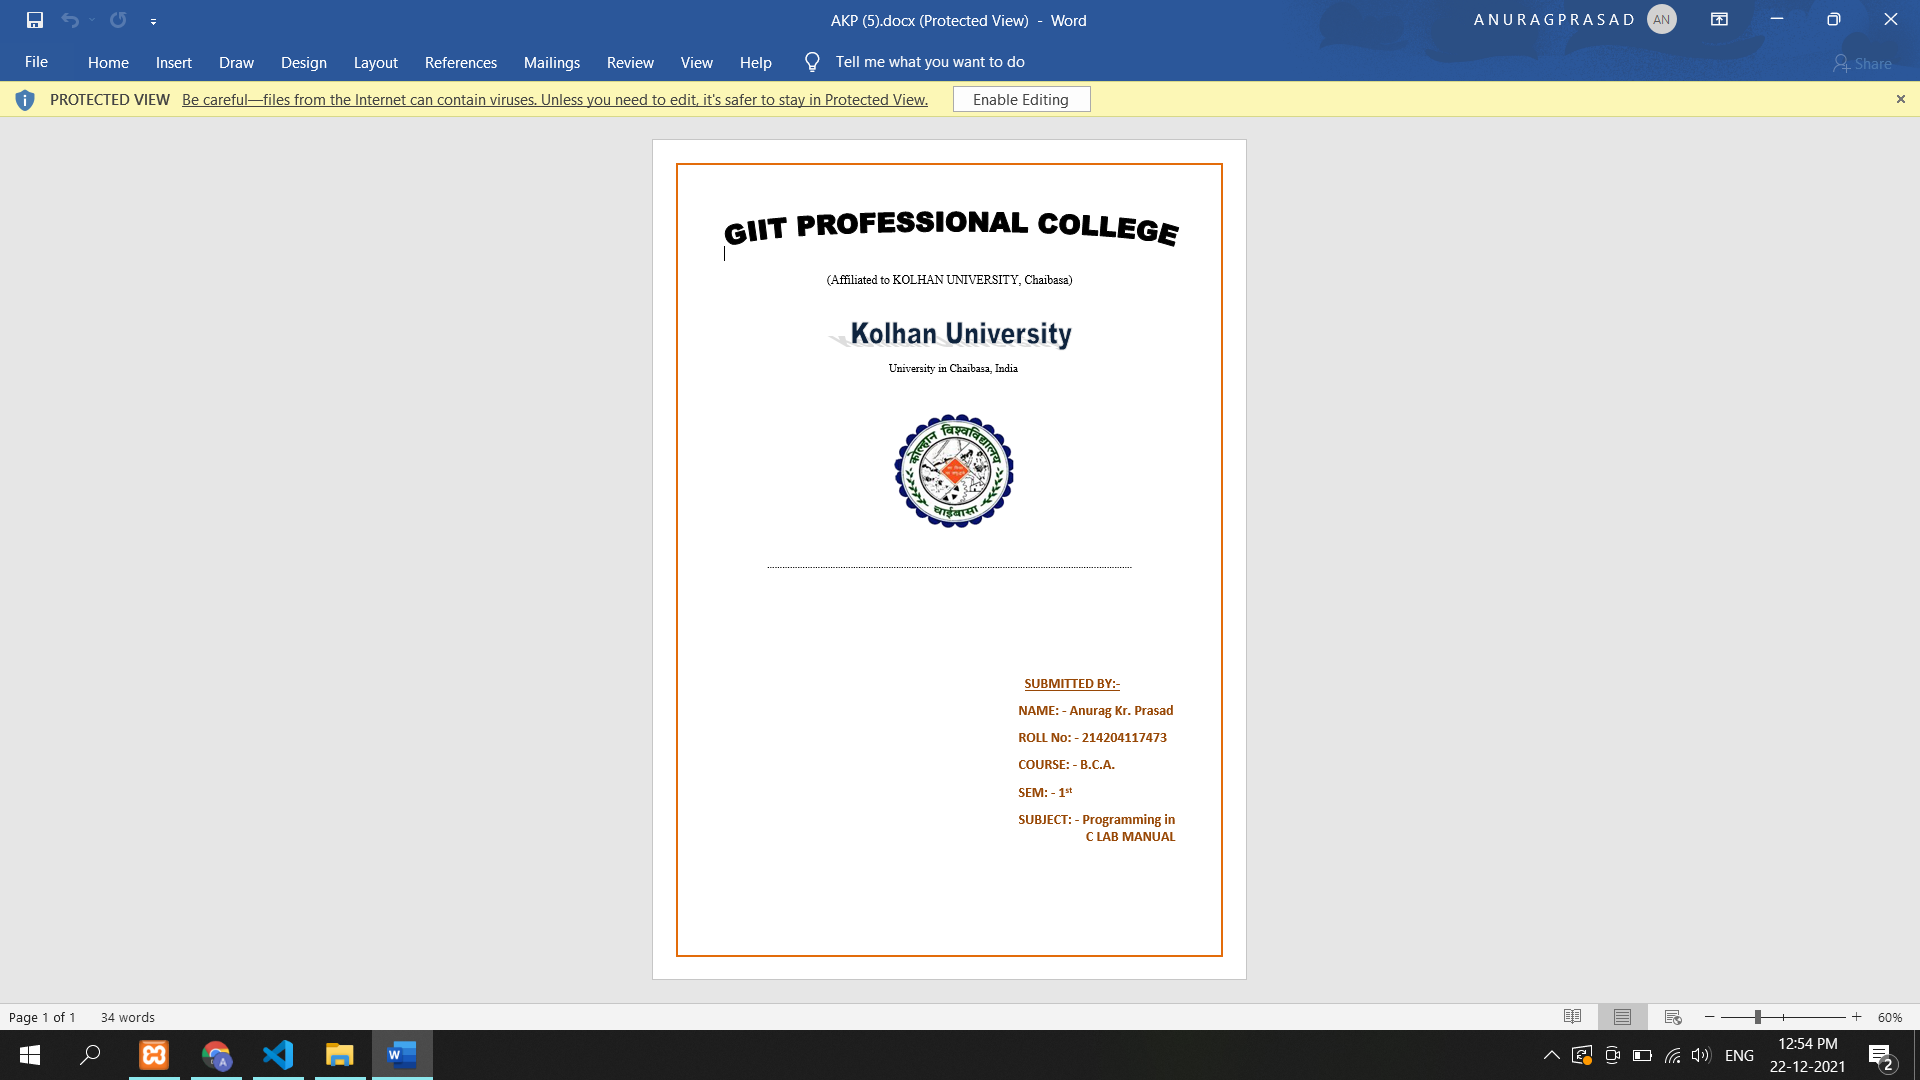 AKP (5).docx (Protected View) - Word
A N U R A G P R A S A D
AN
File
Home
Insert
Draw
Design
Layout
References
Mailings
Review
View
Help
Tell me what you want to do
Share
PROTECTED VIEW
Be careful—files from the Internet can contain viruses. Unless you need to edit, it's safer to stay in Protected View.
Enable Editing
GIIT PROFESSIONAL COLLEGE
(Affiliated to KOLHAN UNIVERSITY, Chaibasa)
Kolhan University
University in Chaibasa, India
कोल्हान विश्वविद्यालय
चाईबासा
SUBMITTED BY:-
NAME: - Anurag Kr. Prasad
ROLL No: - 214204117473
COURSE: - B.C.A.
SEM: - 1st
SUBJECT: - Programming in
C LAB MANUAL
Page 1 of 1
34 words
60%
A
W
ENG
12:54 PM
22-12-2021
2